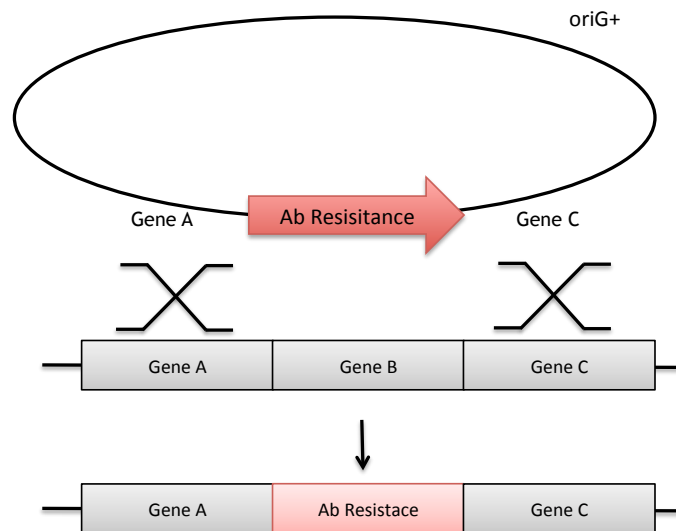 oriG+
Gene A
Ab Resisitance
Gene C
Gene A
Gene B
Gene C
Gene A
Ab Resistace
Gene C